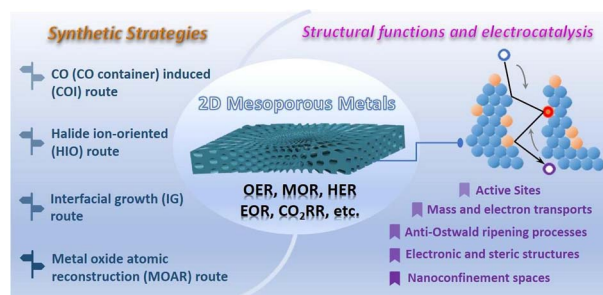 Synthetic Strategies
CO (CO container) induced
(COI) route
Halide ion-oriented
(HIO) route
Interfacial growth (IG)
route
Metal oxide atomic
reconstruction (MOAR) route
2D Mesoporous Metals
OER, MOR, HER
EOR, CO₂RR, etc.
Structural functions and electrocatalysis
Active Sites
Mass and electron transports
Anti-Ostwald ripening processes
Electronic and steric structures
Nanoconfinement spaces